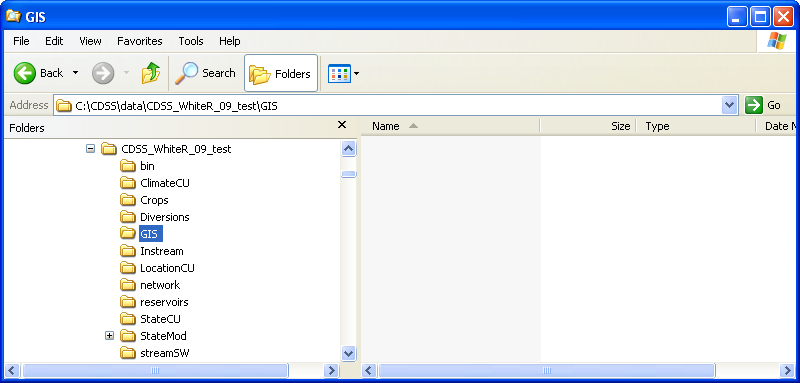 GIS
File Edit View Favorites Tools Help
Back Search Folders
Address C:\CDSS\data\CDSS_WhiteR_09_test\GIS Go
Folders Name Size Type Date M
CDSS_WhiteR_09_test
bin
ClimateCU
Crops
Diversions
GIS
Instream
LocationCU
network
reservoirs
StateCU
StateMod
streamSW